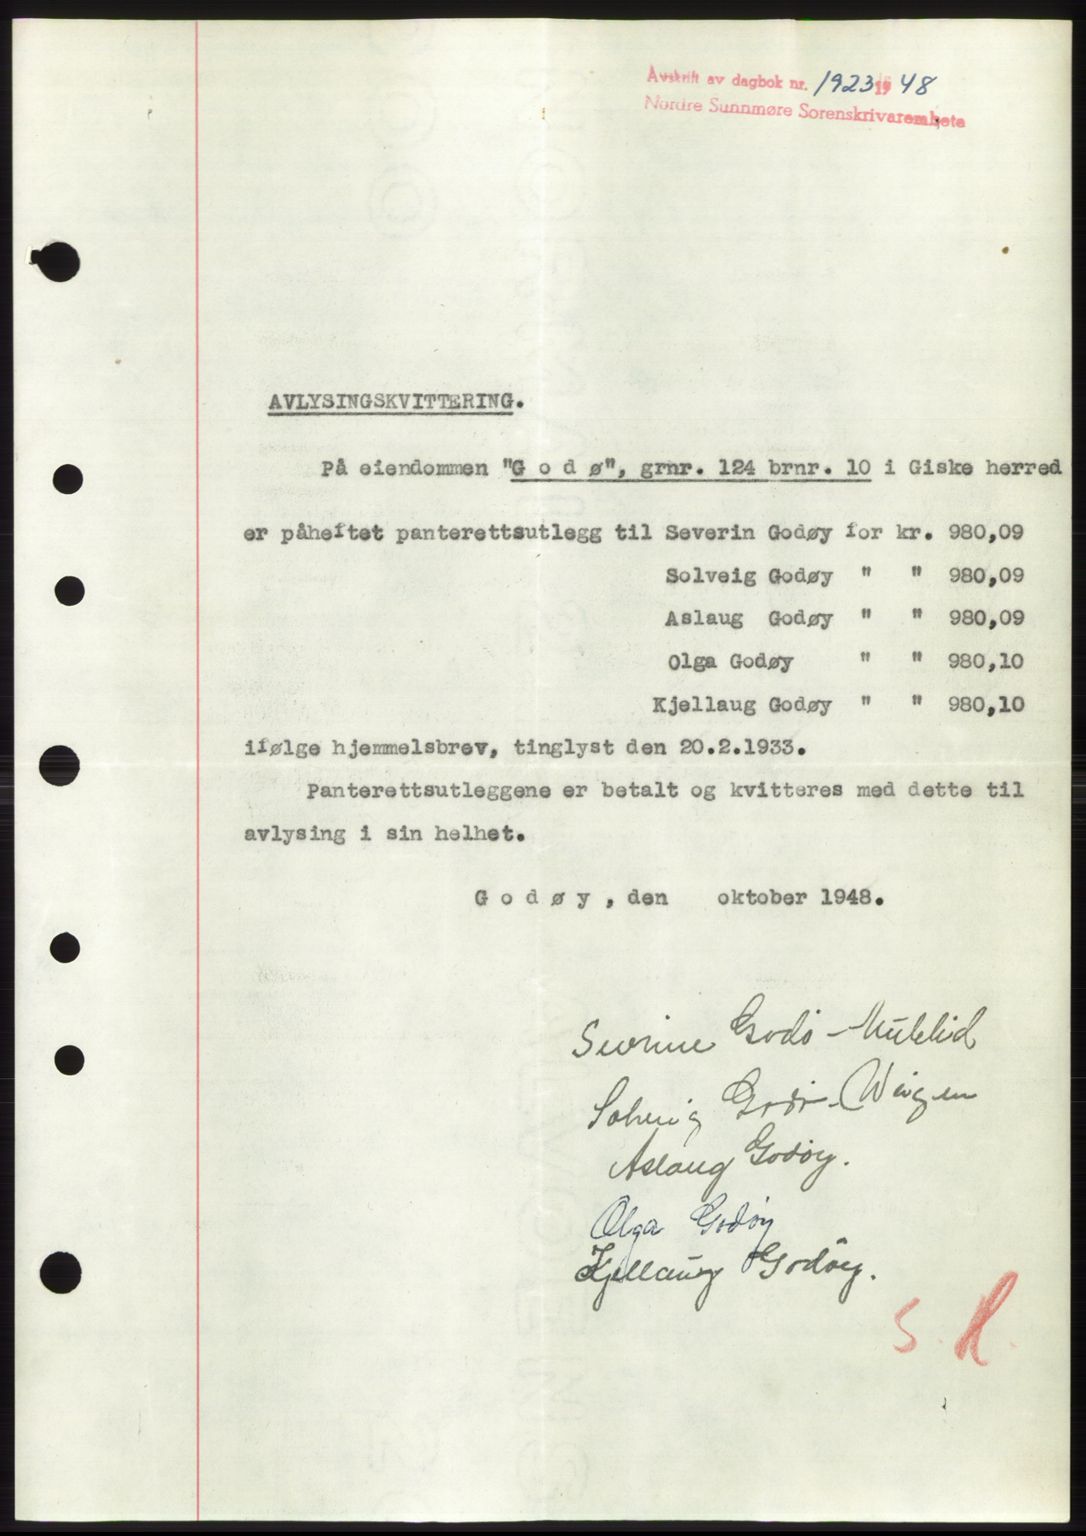 Avskrift av dagbok nr. 1923 1948
Nordre Sunnmøre Sorenskrivarembete
AVLYSINGSKVITTERING.
På eiendommen "G o d ø", grnr. 124 brnr. 10 i Giske herred
er påheftet panterettsutlegg til Severin Godøy for kr. 980,09
Solveig Godøy " " 980,09
Aslaug Godøy " " 980,09
Olga Godøy " " 980,10
Kjellaug Godøy " " 980,10
ifølge hjemmelsbrev, tinglyst den 20.2.1933.
Panterettsutleggene er betalt og kvitteres med dette til
avlysing i sin helhet.
G o d ø y , den oktober 1948.
Godø -
Solveig Godø -
Aslaug Godøy.
Olga Godøy
Kjellaug Godøy.
S. H.